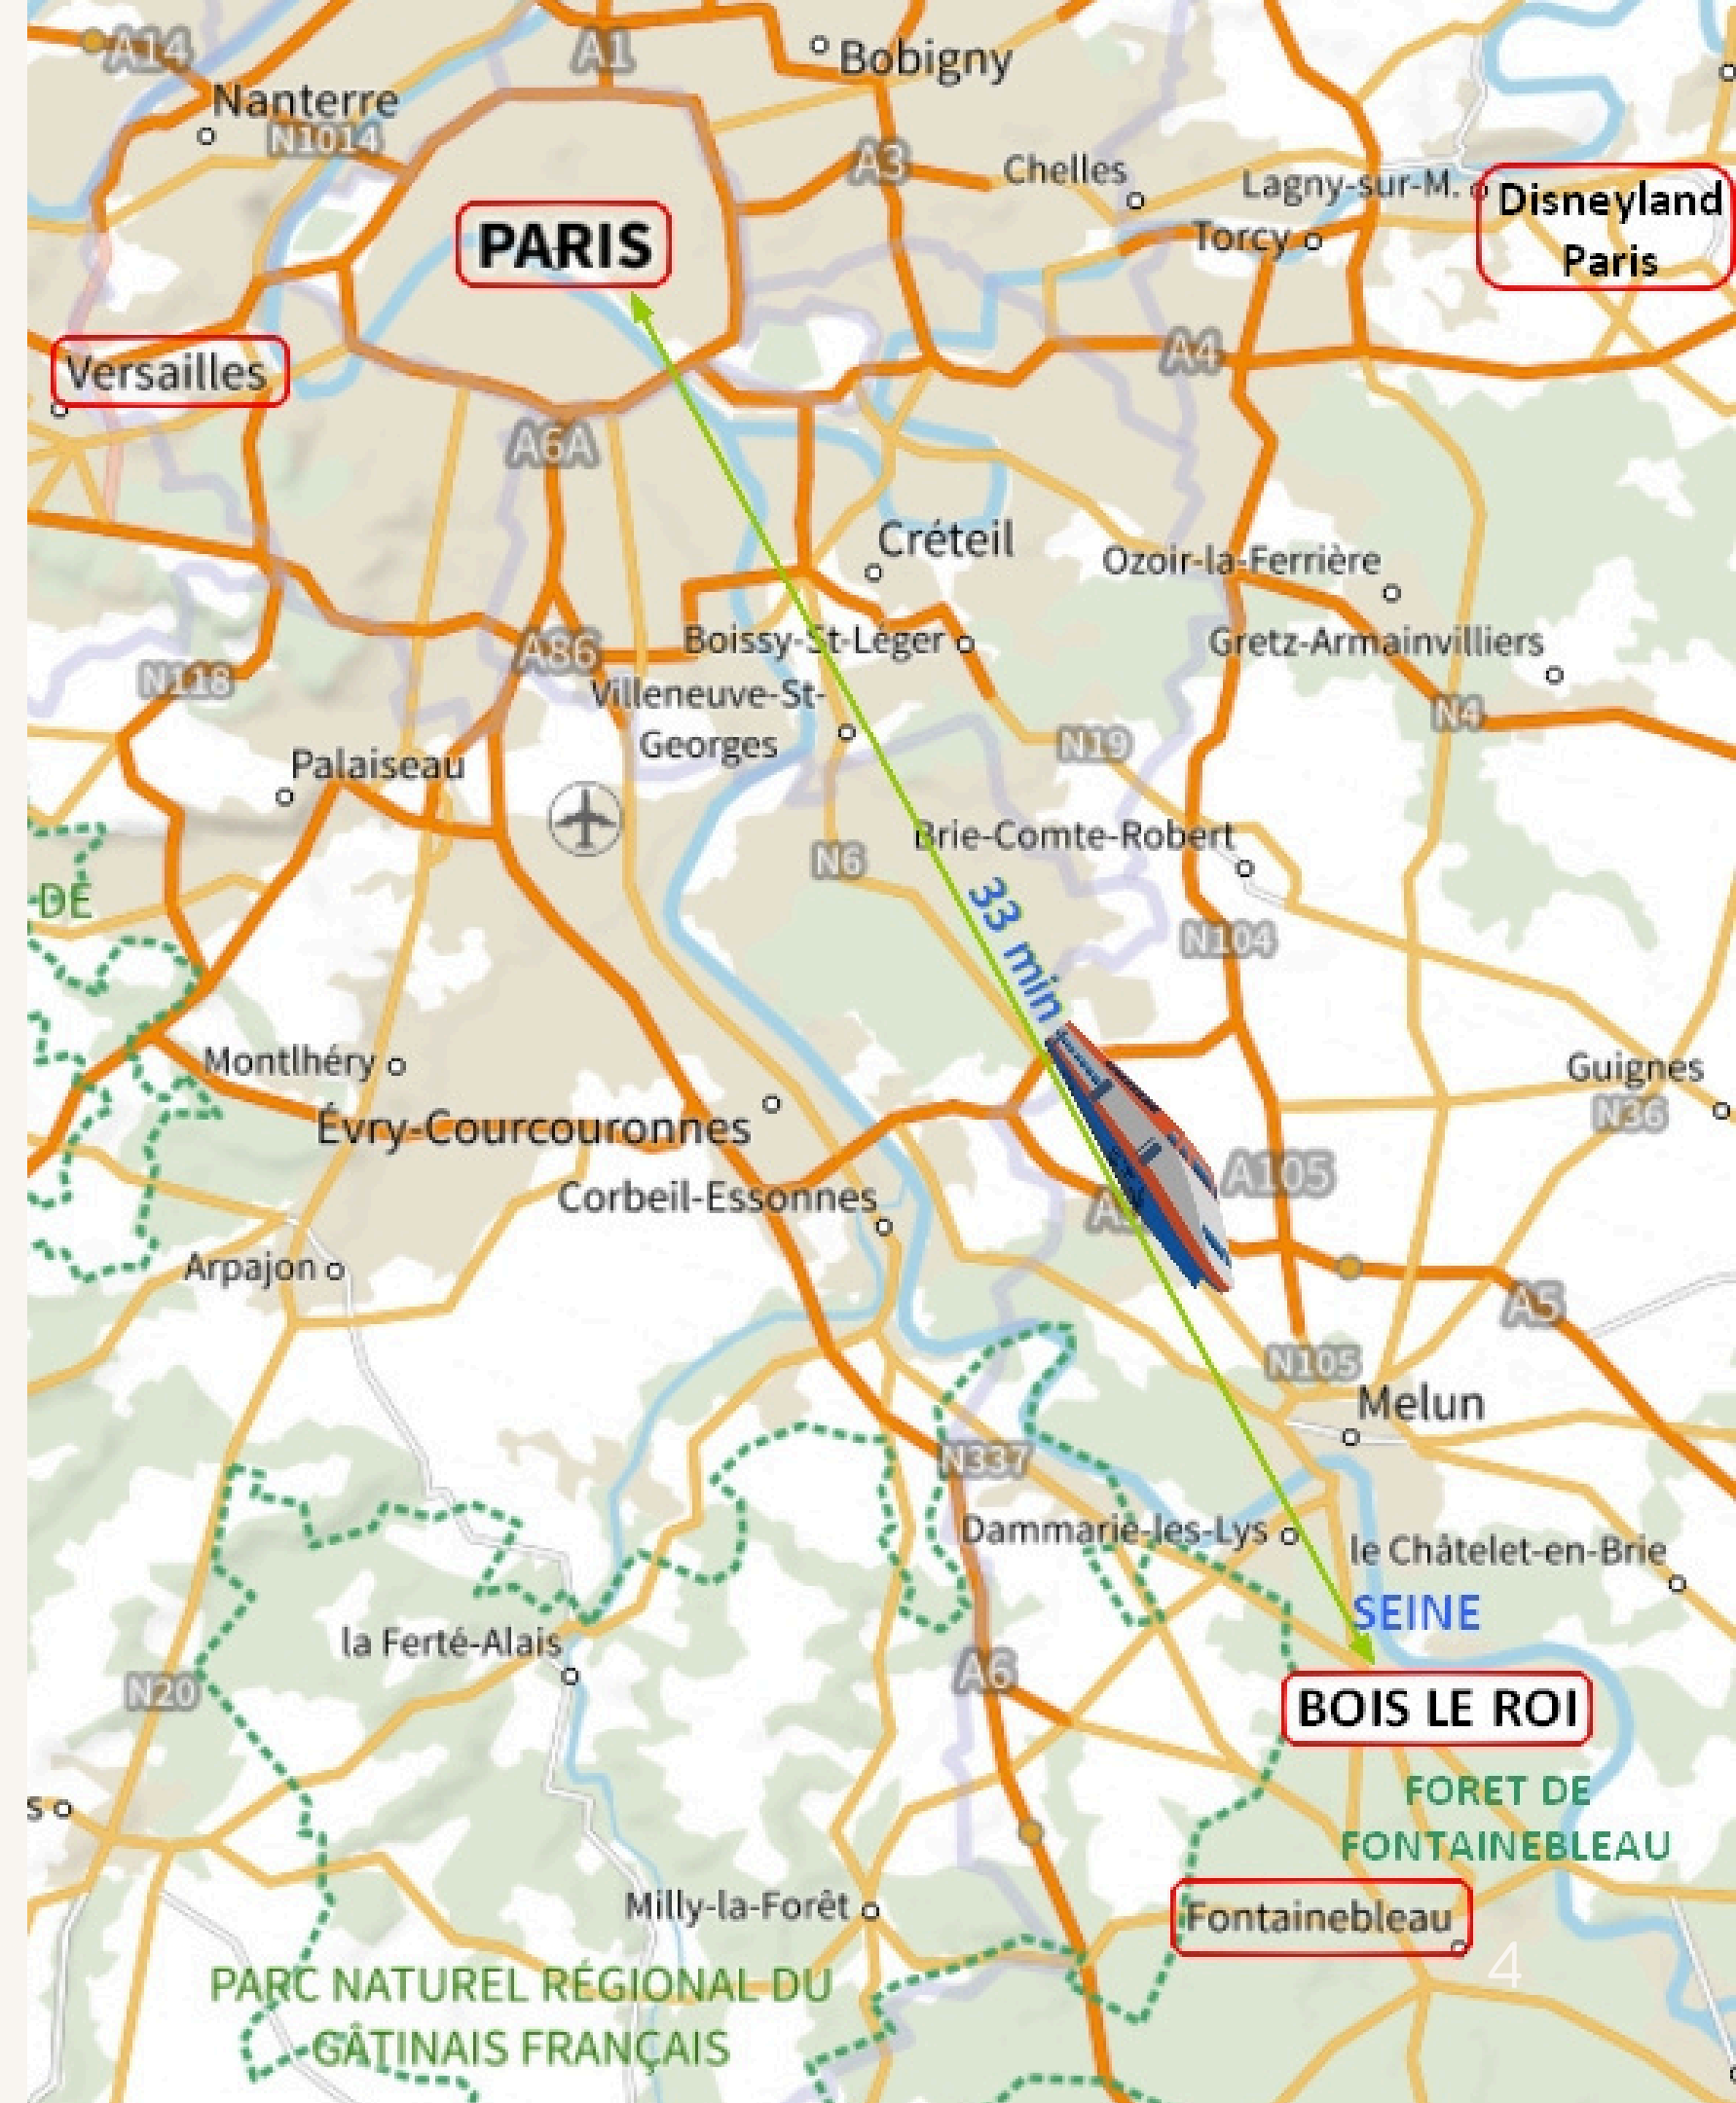 A14
A1
Bobigny
Nanterre
N1014
A3
Chelles
Lagny-sur-M.
Disneyland
Paris
PARIS
Torcy
Versailles
A4
A6A
Créteil
Ozoir-la-Ferrière
A86
Boissy-St-Léger
Gretz-Armainvilliers
N118
Villeneuve-St-
Georges
N4
N19
Palaiseau
Brie-Comte-Robert
N6
DE
33 min
N104
Montlhéry
Guignes
N36
Évry-Courcouronnes
A105
Corbeil-Essonnes
Arpajon
A5
N105
Melun
N337
Dammarie-les-Lys
le Châtelet-en-Brie
SEINE
la Ferté-Alais
A6
N20
BOIS LE ROI
FORET DE
FONTAINEBLEAU
s
Milly-la-Forêt
Fontainebleau
4
PARC NATUREL RÉGIONAL DU
GÂTINAIS FRANÇAIS